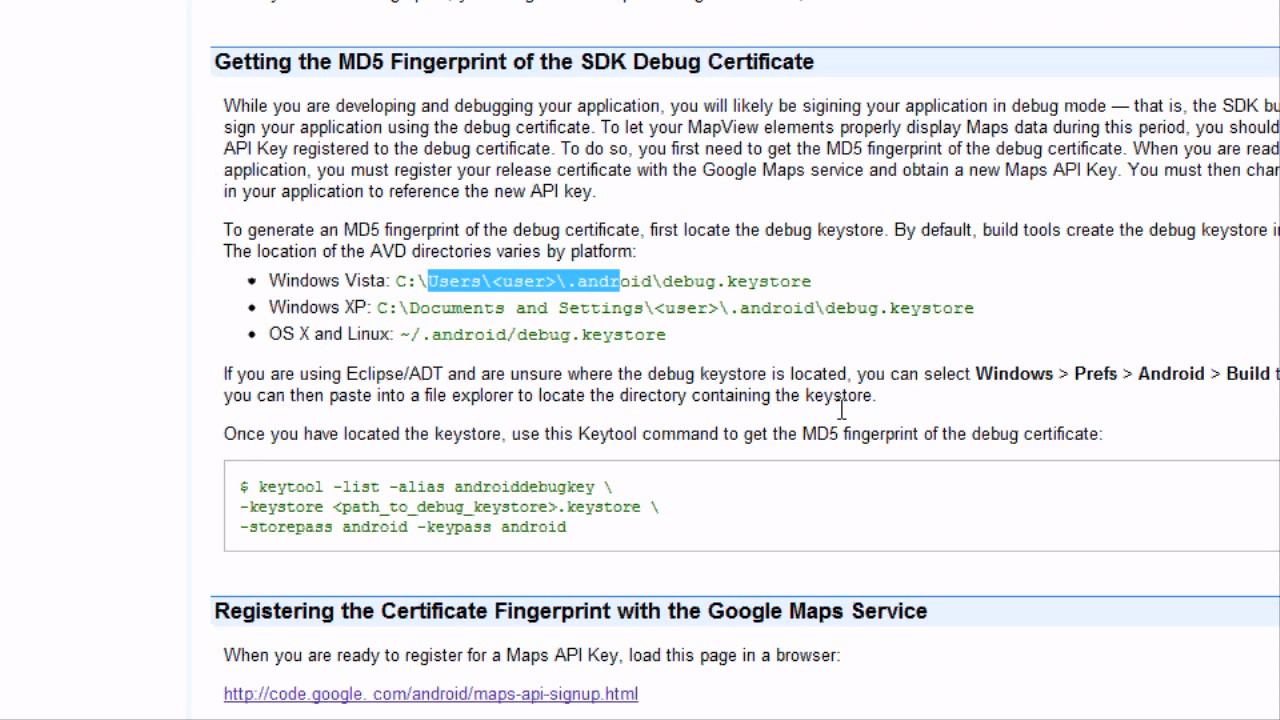 Getting the MD5 Fingerprint of the SDK Debug Certificate
While you are developing and debugging your application, you will likely be sigining your application in debug mode — that is, the SDK
sign your application using the debug certificate. To let your MapView elements properly display Maps data during this period, you should
API Key registered to the debug certificate. To do so, you first need to get the MD5 fingerprint of the debug certificate. When you are
application, you must register your release certificate with the Google Maps service and obtain a new Maps API Key. You must then
in your application to reference the new API key.
To generate an MD5 fingerprint of the debug certificate, first locate the debug keystore. By default, build tools create the debug keystore
The location of the AVD directories varies by platform:
• Windows Vista: C:\Users\<user>\.android\debug.keystore
• Windows XP: C:\Documents and Settings\<user>\.android\debug.keystore
• OS X and Linux: ~/.android/debug.keystore
If you are using Eclipse/ADT and are unsure where the debug keystore is located, you can select Windows > Prefs > Android > Build
you can then paste into a file explorer to locate the directory containing the keystore.
Once you have located the keystore, use this Keytool command to get the MD5 fingerprint of the debug certificate:
$ keytool -list -alias androiddebugkey \
-keystore <path_to_debug_keystore>.keystore \
-storepass android -keypass android
Registering the Certificate Fingerprint with the Google Maps Service
When you are ready to register for a Maps API Key, load this page in a browser:
http://code.google. com/android/maps-api-signup.html